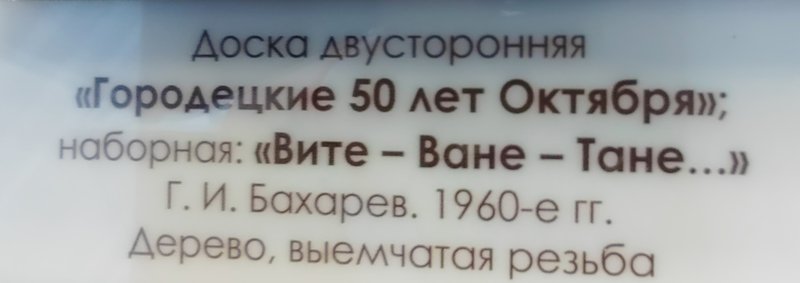 Доска двусторонняя
«Городецкие 50 лет Октября»;
наборная: «Вите – Ване – Тане...»
Г. И. Бахарев. 1960-е гг.
Дерево, выемчатая резьба